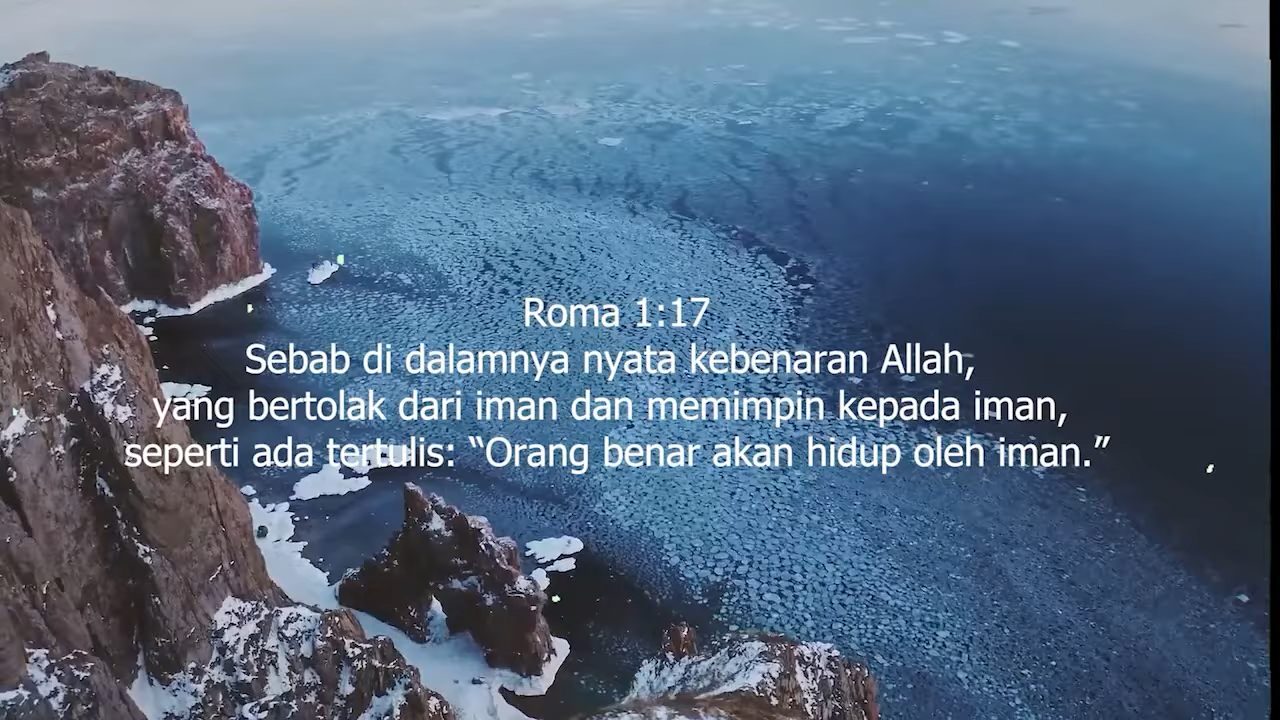 Roma 1:17
Sebab di dalamnya nyata kebenaran Allah,
yang bertolak dari iman dan memimpin kepada iman,
seperti ada tertulis: “Orang benar akan hidup oleh iman.”